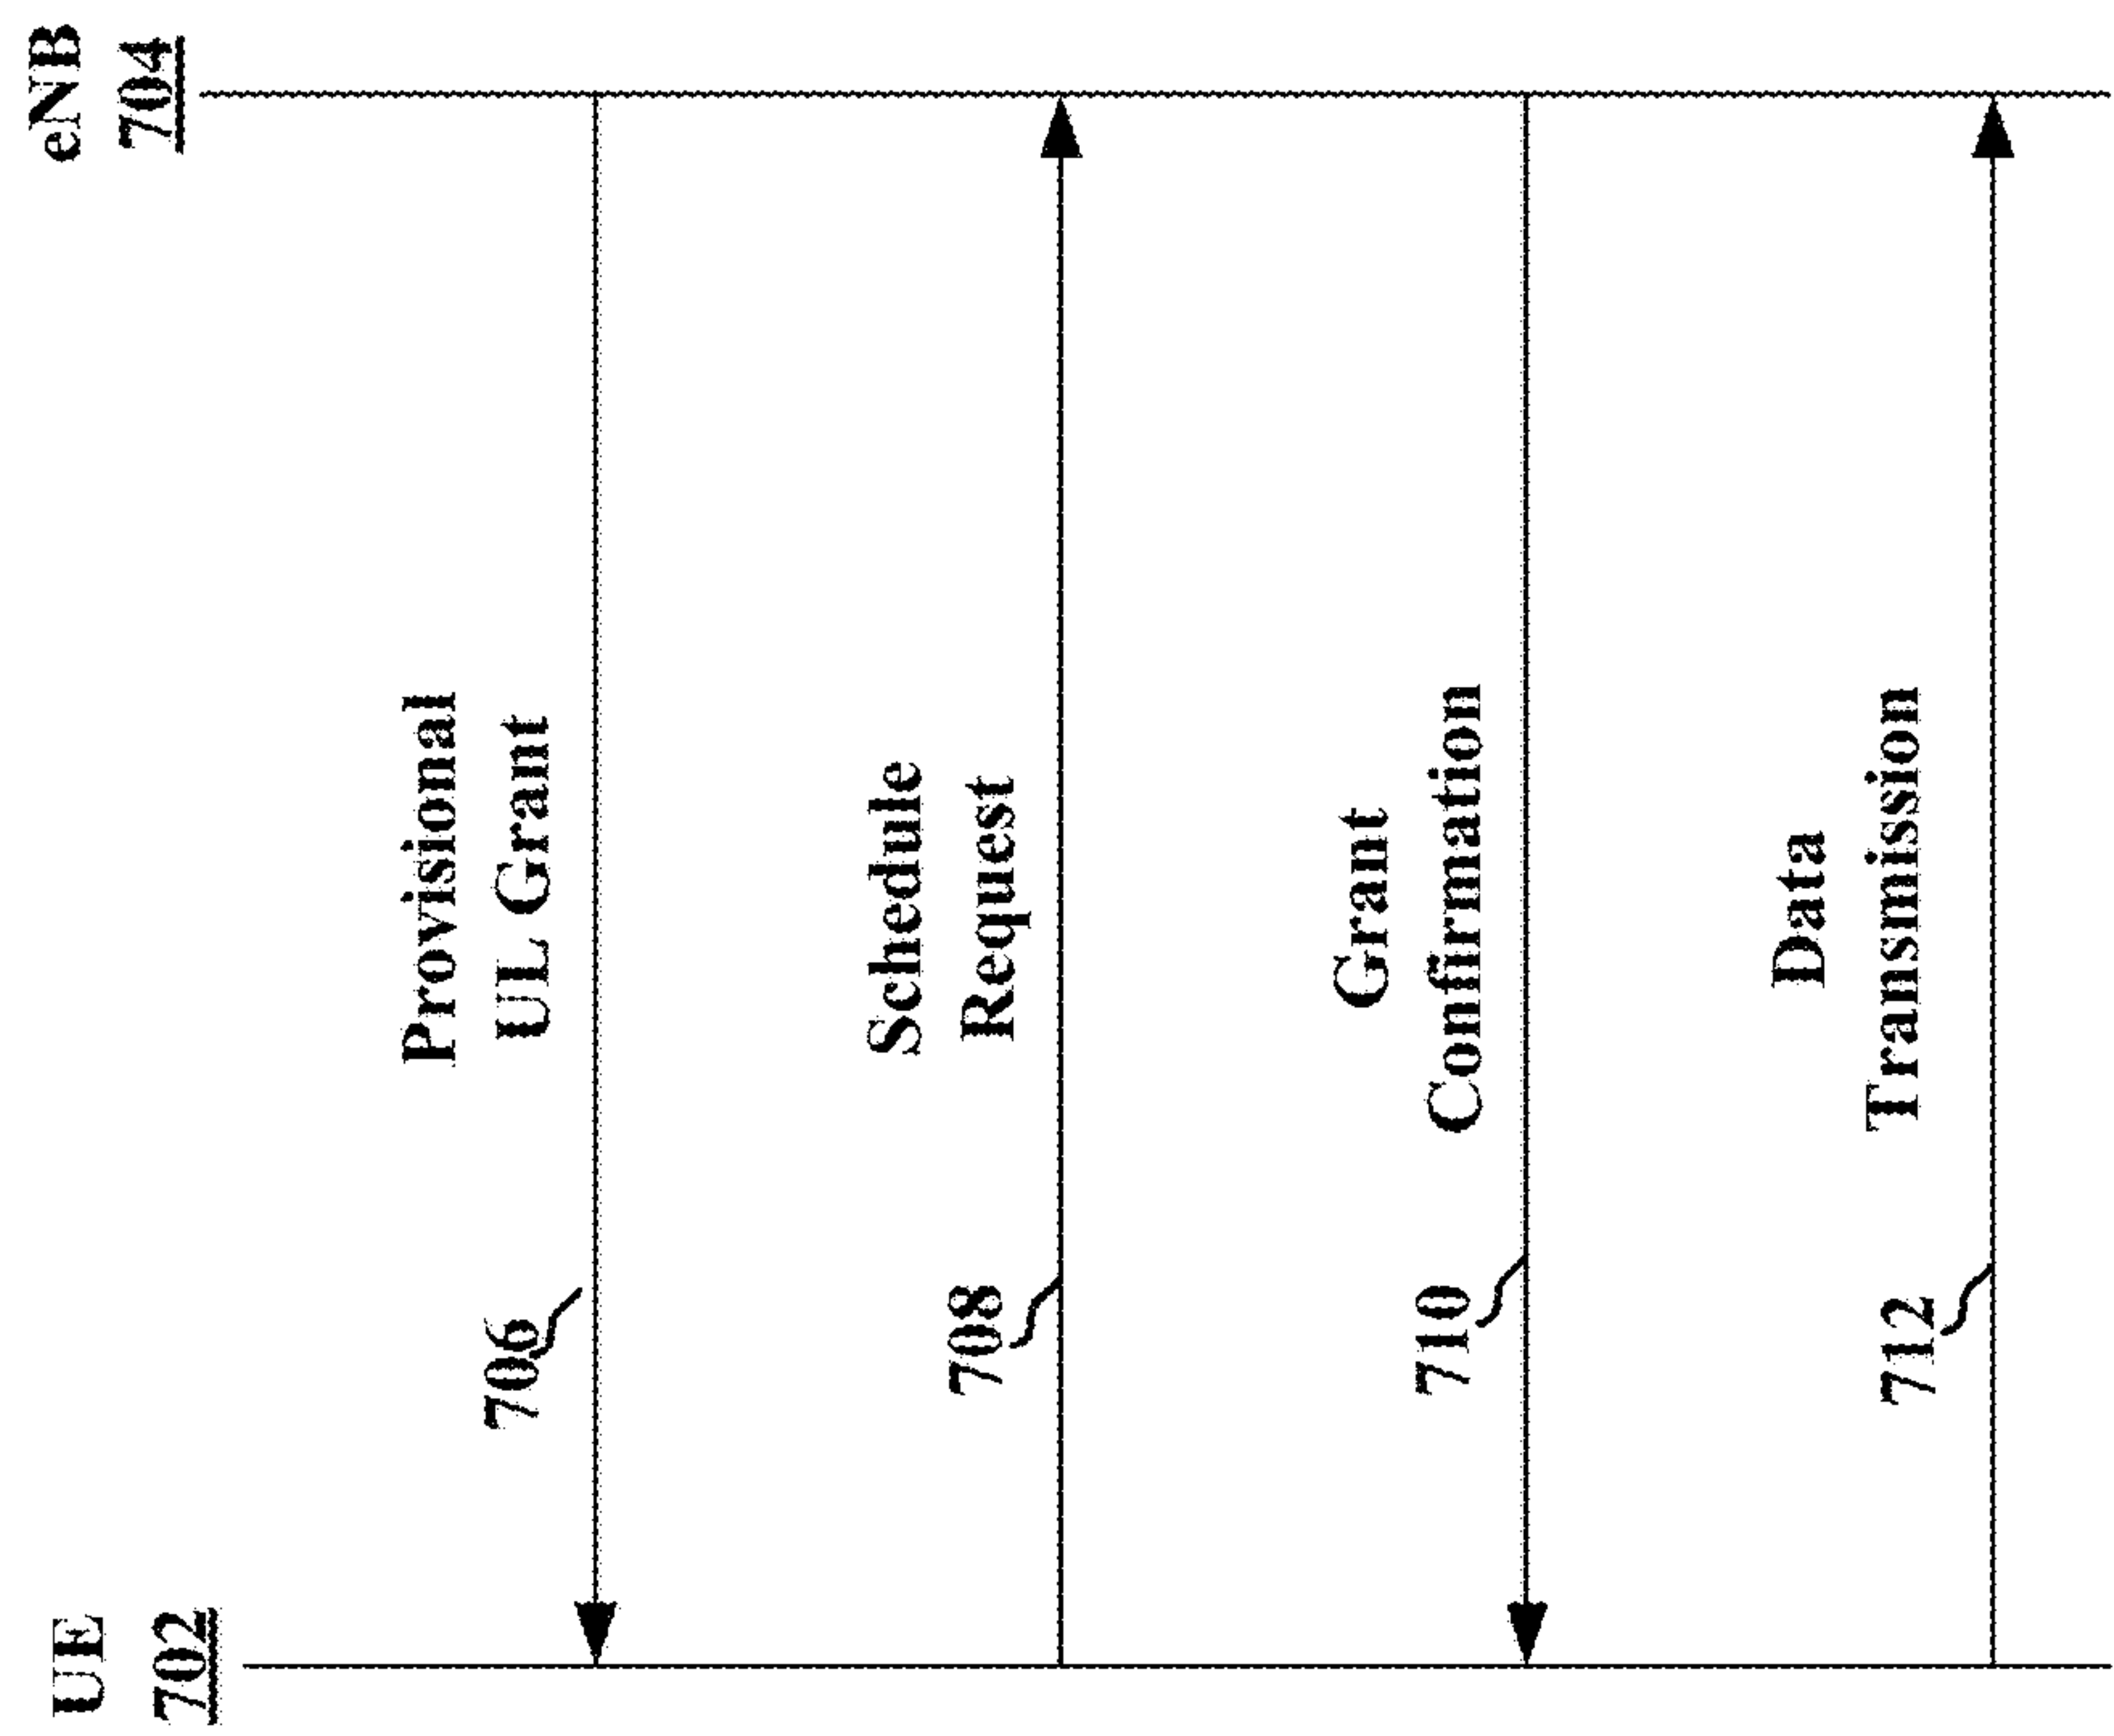 UE
702
eNB
704
Provisional
UL Grant
706
Schedule
Request
708
Grant
Confirmation
710
Data
Transmission
712